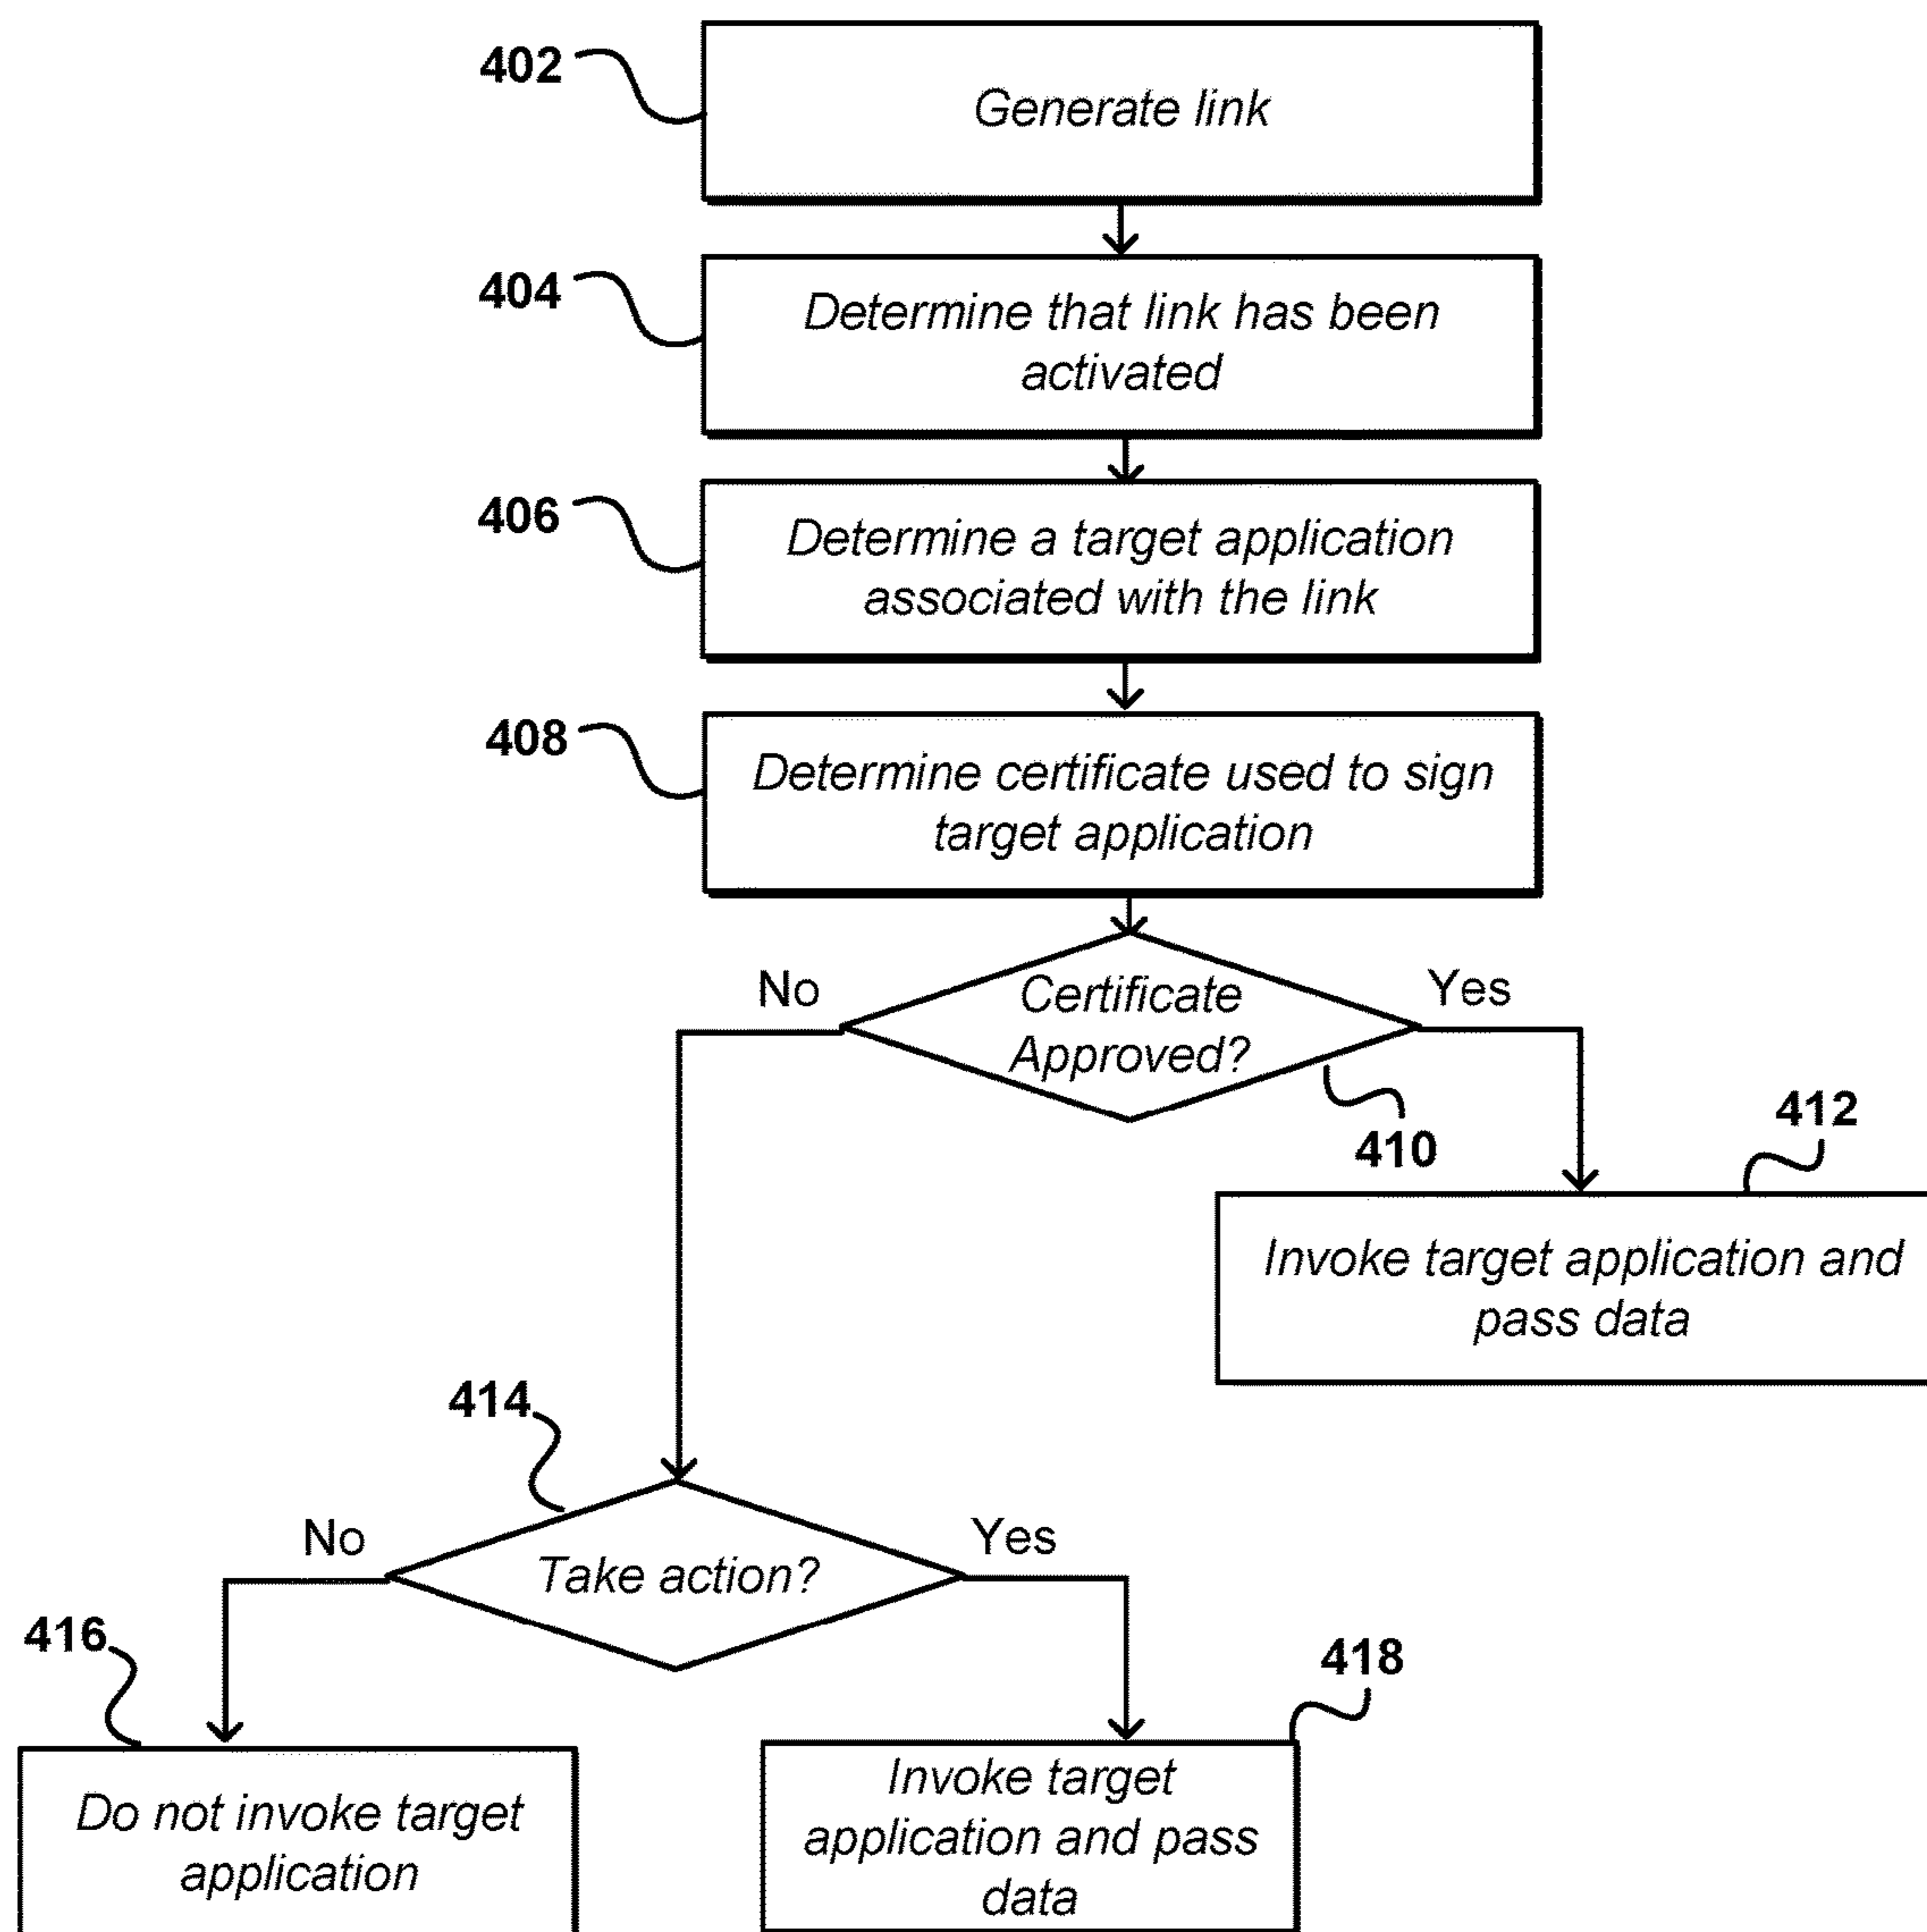 402
Generate link
404
Determine that link has been
activated
406
Determine a target application
associated with the link
408
Determine certificate used to sign
target application
No
Certificate
Approved?
Yes
410
412
Invoke target application and
pass data
414
No
Take action?
Yes
416
Do not invoke target
application
418
Invoke target
application and pass
data